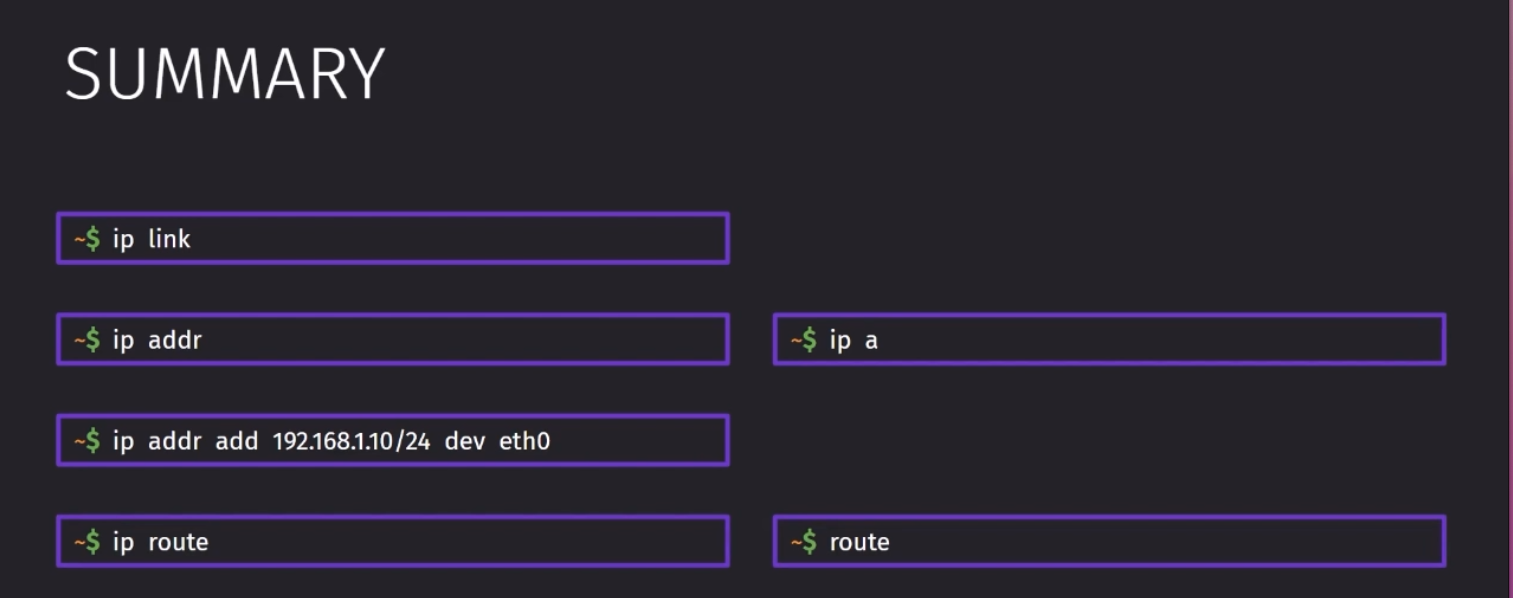 SUMMARY
~$ ip link
~$ ip addr
~$ ip a
~$ ip addr add 192.168.1.10/24 dev eth0
~$ ip route
~$ route